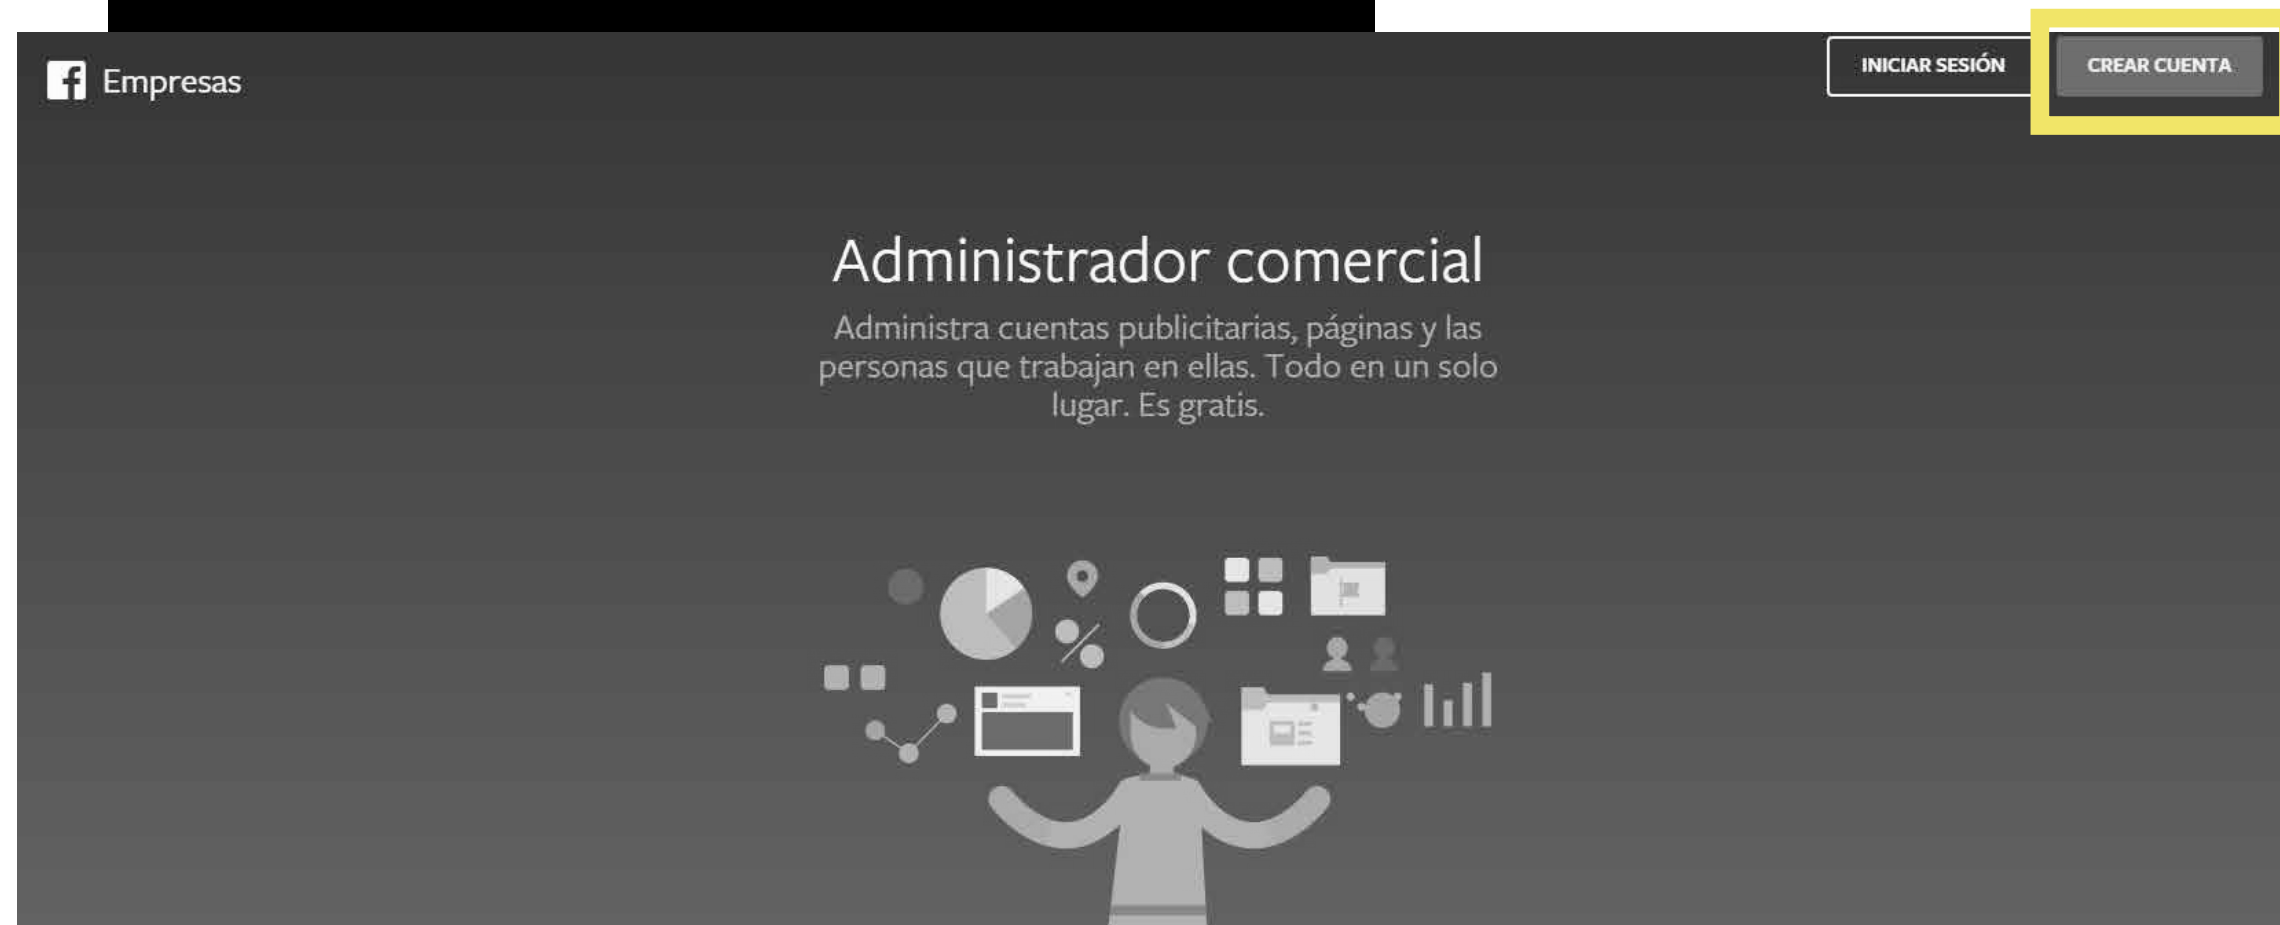 Empresas
INICIAR SESIÓN
CREAR CUENTA
Administrador comercial
Administra cuentas publicitarias, páginas y las
personas que trabajan en ellas. Todo en un solo
lugar. Es gratis.